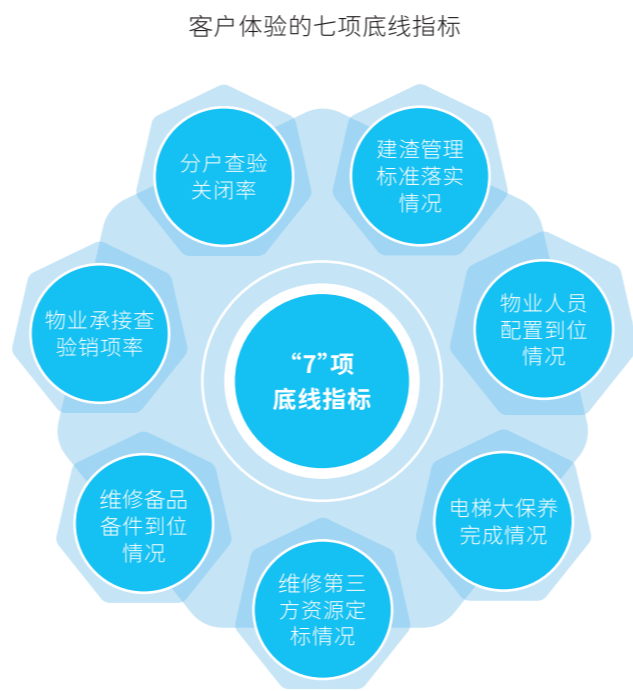 客户体验的七项底线指标
分户查验
关闭率
建渣管理
标准落实
情况
物业承接查
验销项率
物业人员
配置到位
情况
“7”项
底线指标
维修备品
备件到位
情况
电梯大保养
完成情况
维修第三
方资源定
标情况